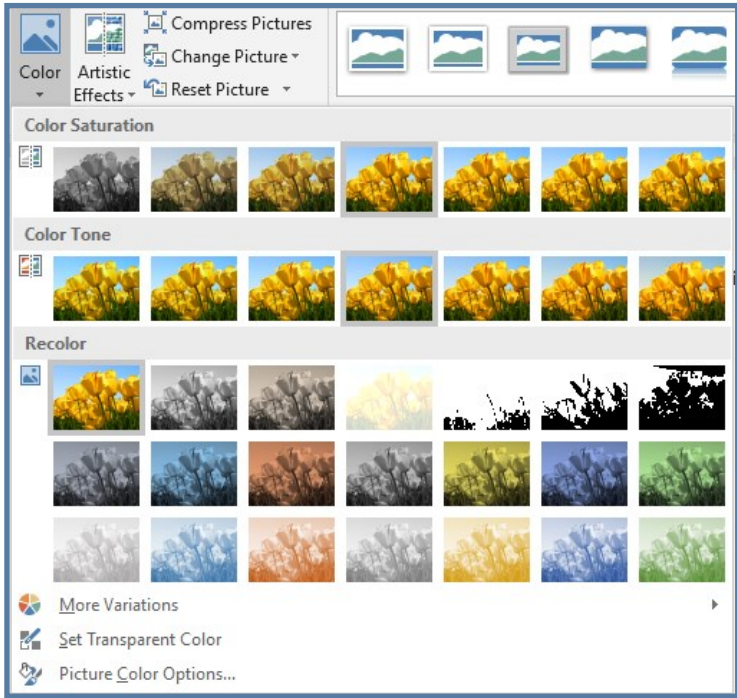 Compress Pictures
Color
Artistic
Effects
Change Picture
Reset Picture
Color Saturation
Color Tone
Recolor
More Variations
Set Transparent Color
Picture Color Options...